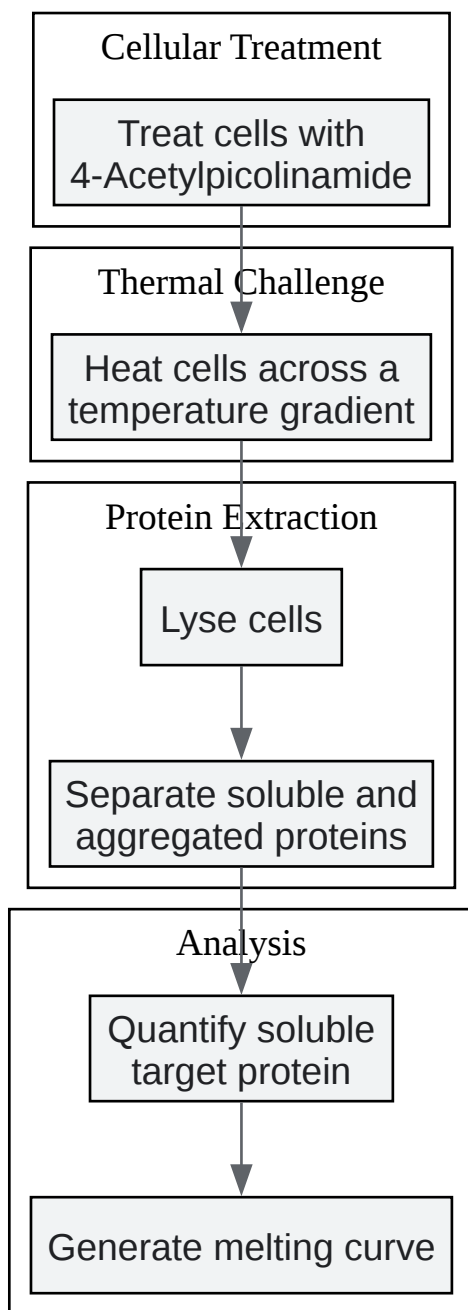 Cellular Treatment
Treat cells with
4-Acetylpicolinamide
Thermal Challenge
Heat cells across a
temperature gradient
Protein Extraction
Lyse cells
Separate soluble and
aggregated proteins
Analysis
Quantify soluble
target protein
Generate melting curve